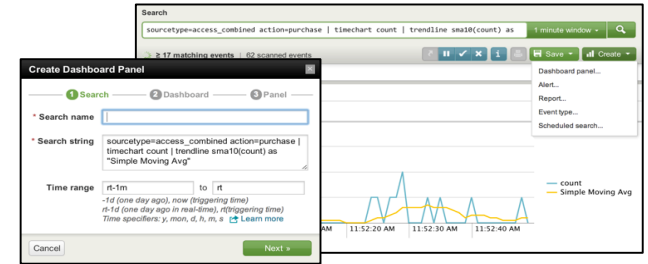 Search
sourcetype=access_combined action=purchase | timechart count | trendline sma10(count) as
1 minute window
≥ 17 matching events | 62 scanned events
Save
Create
Dashboard panel...
Alert...
Report...
Event type...
Scheduled search...
count
Simple Moving Avg
AM
11:52:20 AM
11:52:30 AM
11:52:40 AM
Create Dashboard Panel
1 Search
2 Dashboard
3 Panel
* Search name
* Search string
sourcetype=access_combined action=purchase |
timechart count | trendline sma10(count) as
"Simple Moving Avg"
Time range
rt-1m
to
rt
-1d (one day ago), now (triggering time)
rt-1d (one day ago in real-time), rt(triggering time)
Time specifiers: y, mon, d, h, m, s
Learn more
Cancel
Next »